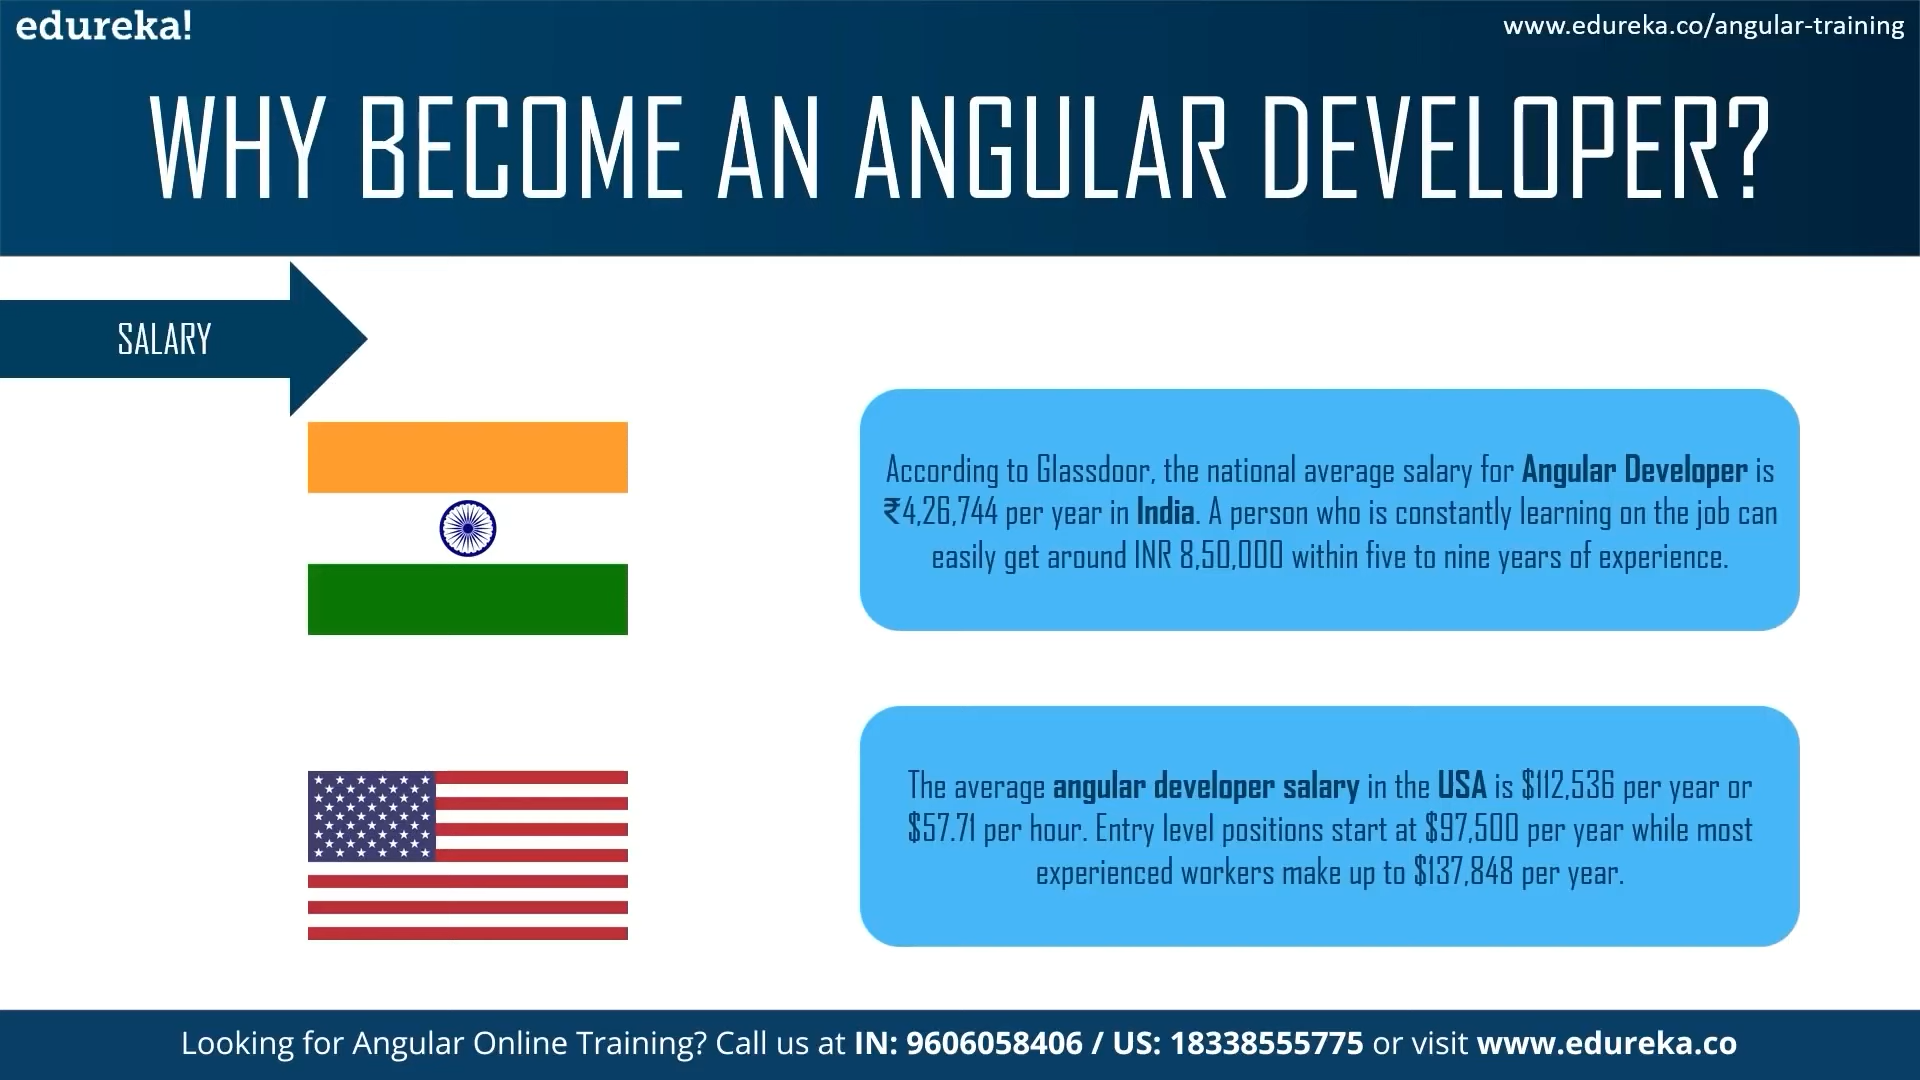 edureka!
www.edureka.co/angular-training
WHY BECOME AN ANGULAR DEVELOPER?
SALARY
According to Glassdoor, the national average salary for Angular Developer is
₹4,26,744 per year in India. A person who is constantly learning on the job can
easily get around INR 8,50,000 within five to nine years of experience.
The average angular developer salary in the USA is $112,536 per year or
$57.71 per hour. Entry level positions start at $97,500 per year while most
experienced workers make up to $137,848 per year.
Looking for Angular Online Training? Call us at IN: 9606058406 / US: 18338555775 or visit www.edureka.co